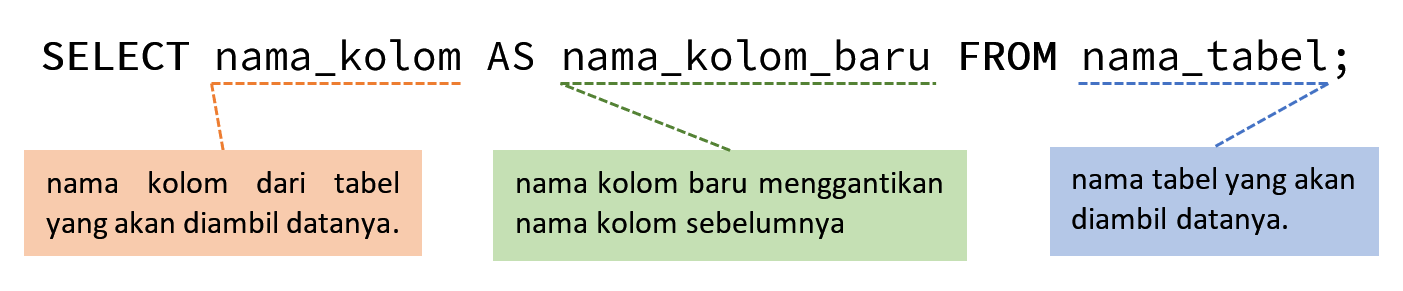 SELECT nama_kolom AS nama_kolom_baru FROM nama_tabel;
nama kolom dari tabel
yang akan diambil datanya.
nama kolom baru menggantikan
nama kolom sebelumnya
nama tabel yang akan
diambil datanya.